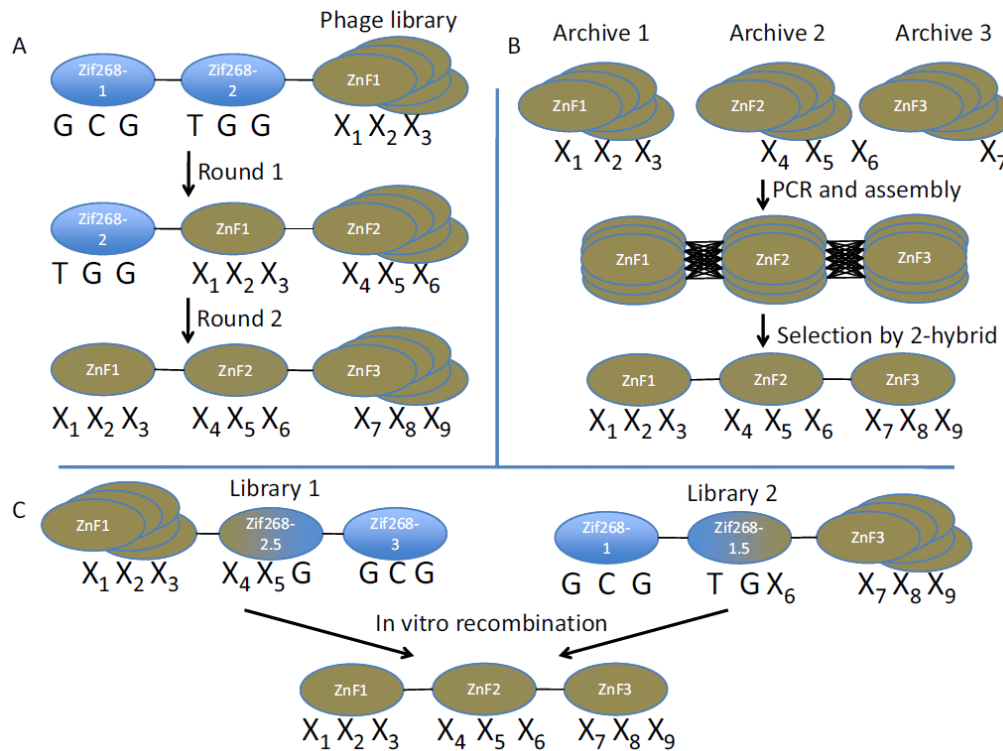 A
Phage library
Zif268-
1
Zif268-
2
ZnF1
G C G
T G G
X1 X2 X3
Round 1
Zif268-
2
ZnF1
ZnF2
T G G
X1 X2 X3
X4 X5 X6
Round 2
ZnF1
ZnF2
ZnF3
X1 X2 X3
X4 X5 X6
X7 X8 X9
B
Archive 1
Archive 2
Archive 3
ZnF1
ZnF2
ZnF3
X1 X2 X3
X4 X5 X6
X7
PCR and assembly
ZnF1
ZnF2
ZnF3
Selection by 2-hybrid
ZnF1
ZnF2
ZnF3
X1 X2 X3
X4 X5 X6
X7 X8 X9
C
Library 1
ZnF1
Zif268-
2.5
Zif268-
3
X1 X2 X3
X4 X5 G
G C G
Library 2
Zif268-
1
Zif268-
1.5
ZnF3
G C G
T G X6
X7 X8 X9
In vitro recombination
ZnF1
ZnF2
ZnF3
X1 X2 X3
X4 X5 X6
X7 X8 X9